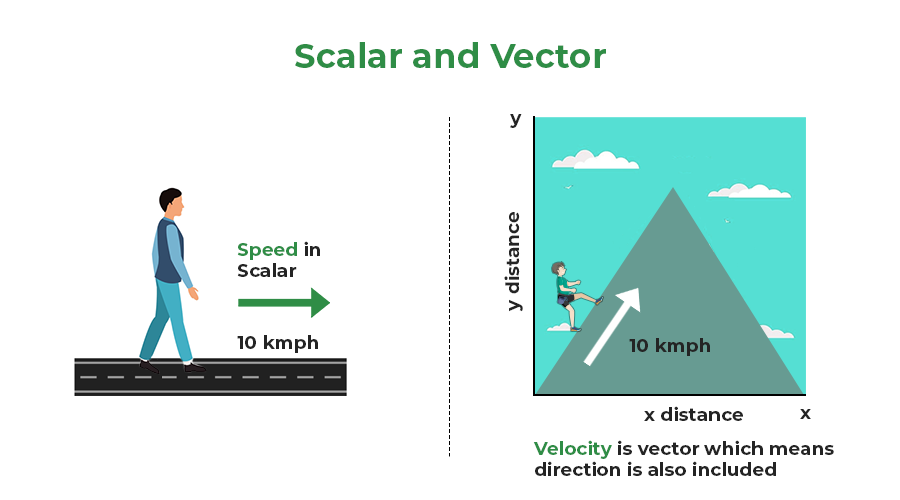 Scalar and Vector
Speed in
Scalar
10 kmph
y
y distance
10 kmph
x distance
x
Velocity is vector which means
direction is also included